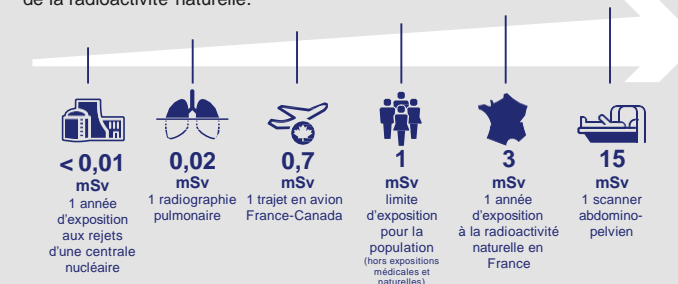 de la radioactivité naturelle.
< 0,01
mSv
1 année
d'exposition
aux rejets
d'une centrale
nucléaire
0,02
mSv
1 radiographie
pulmonaire
0,7
mSv
1 trajet en avion
France-Canada
1
mSv
limite
d'exposition
pour la
population
(hors expositions
médicales et
naturelles)
3
mSv
1 année
d'exposition
à la radioactivité
naturelle en
France
15
mSv
1 scanner
abdomino-
pelvien